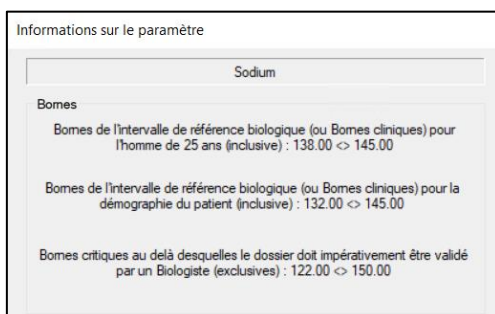 Informations sur le paramètre
Sodium
Bornes
Bornes de l'intervalle de référence biologique (ou Bornes cliniques) pour
l'homme de 25 ans (inclusive) : 138.00 <> 145.00
Bornes de l'intervalle de référence biologique (ou Bornes cliniques) pour la
démographie du patient (inclusive) : 132.00 <> 145.00
Bornes critiques au delà desquelles le dossier doit impérativement être validé
par un Biologiste (exclusives) : 122.00 <> 150.00